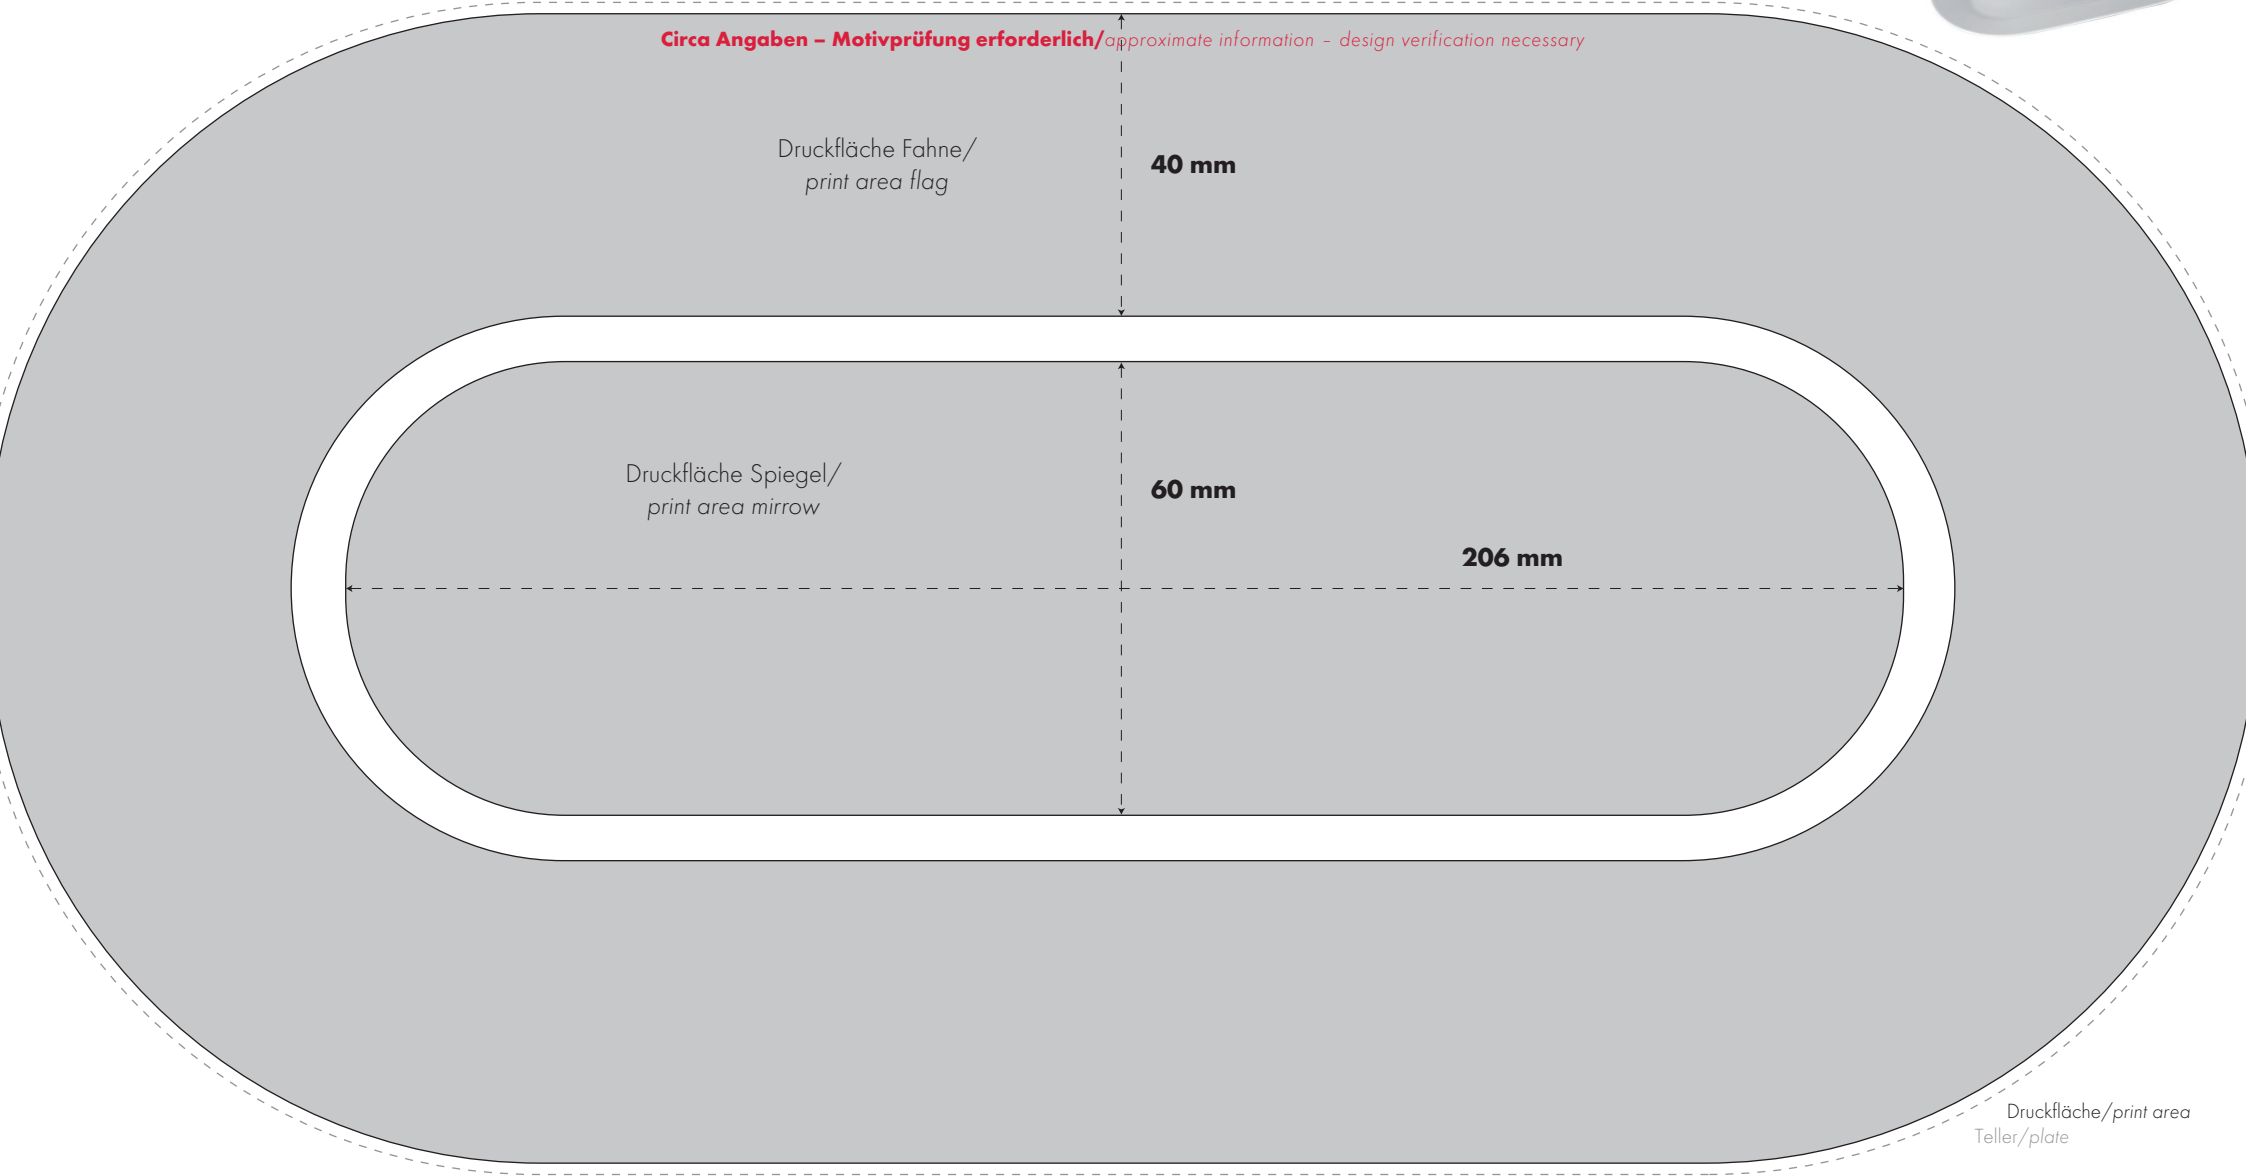 Circa Angaben – Motivprüfung erforderlich/approximate information – design verification necessary
Druckfläche Fahne/
print area flag
40 mm
Druckfläche Spiegel/
print area mirrow
60 mm
206 mm
Druckfläche/print area
Teller/plate